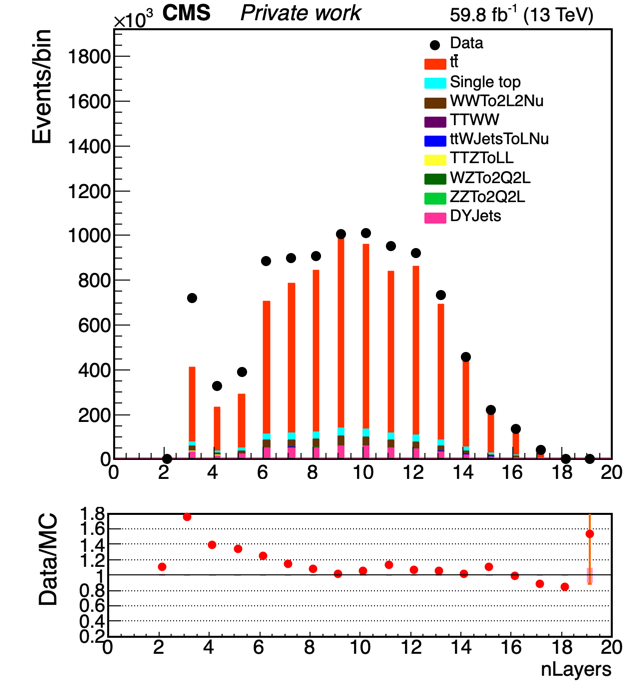 ×10³ CMS Private work 59.8 fb⁻¹ (13 TeV)
Events/bin
1800
1600
1400
1200
1000
800
600
400
200
0
Data
tt̄
Single top
WWTo2L2Nu
TTWW
ttWJetsToLNu
TTZToLL
WZTo2Q2L
ZZTo2Q2L
DYJets
0 2 4 6 8 10 12 14 16 18 20
Data/MC
1.8
1.6
1.4
1.2
1
0.8
0.6
0.4
0.2
0 2 4 6 8 10 12 14 16 18 20
nLayers